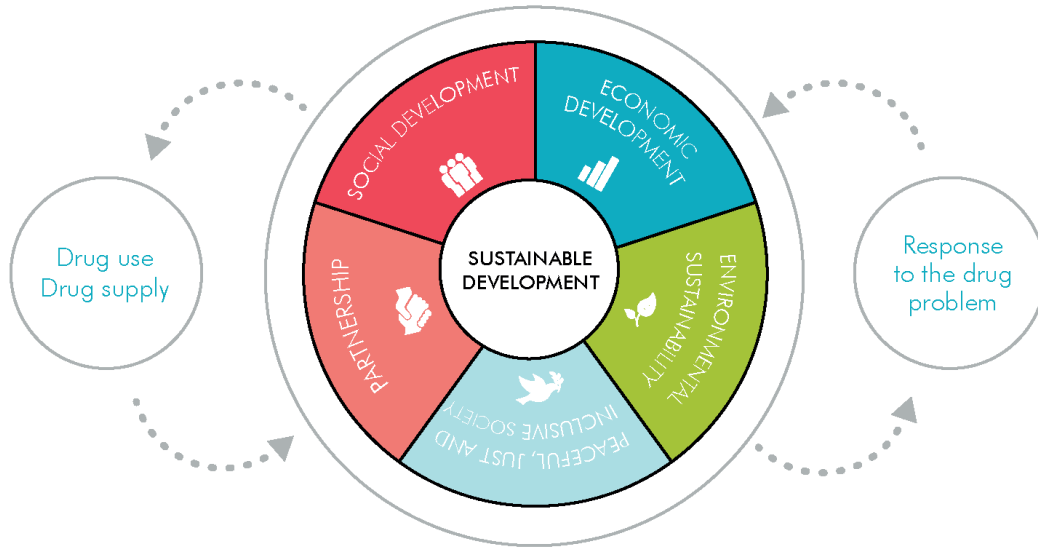 SOCIAL DEVELOPMENT
ECONOMIC
DEVELOPMENT
Drug use
Drug supply
SUSTAINABLE
DEVELOPMENT
Response
to the drug
problem
PARTNERSHIP
ENVIRONMENTAL
SUSTAINABILITY
PEACEFUL, JUST AND
INCLUSIVE SOCIETY